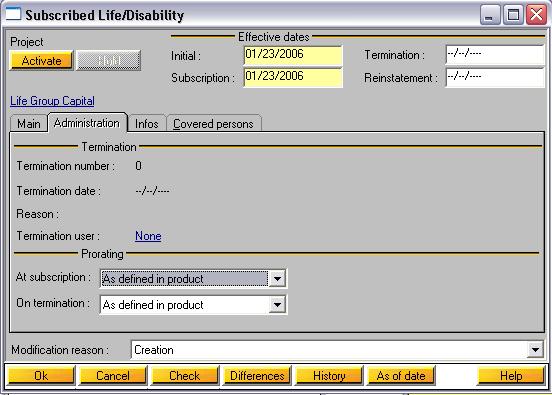 Subscribed Life/Disability
Project
Activate Hold
Effective dates
Initial : 01/23/2006 Termination : --/--/----
Subscription : 01/23/2006 Reinstatement : --/--/----
Life Group Capital
Main Administration Infos Covered persons
Termination
Termination number : 0
Termination date : --/--/----
Reason :
Termination user : None
Prorating
At subscription : As defined in product
On termination : As defined in product
Modification reason : Creation
Ok Cancel Check Differences History As of date Help